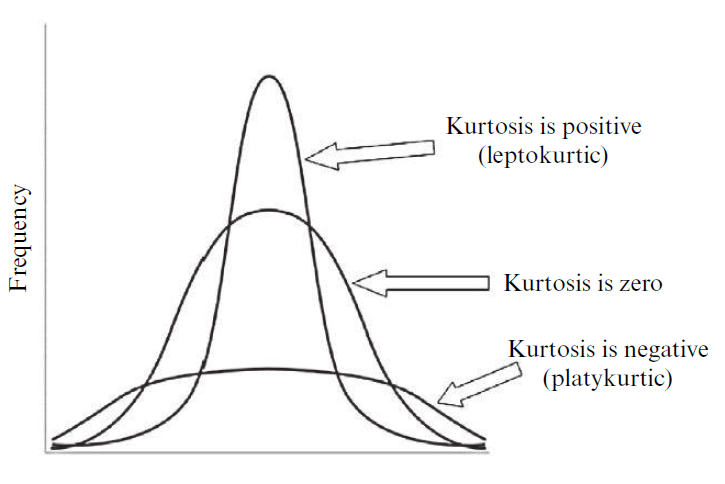 Kurtosis is positive
(leptokurtic)
Frequency
Kurtosis is zero
Kurtosis is negative
(platykurtic)